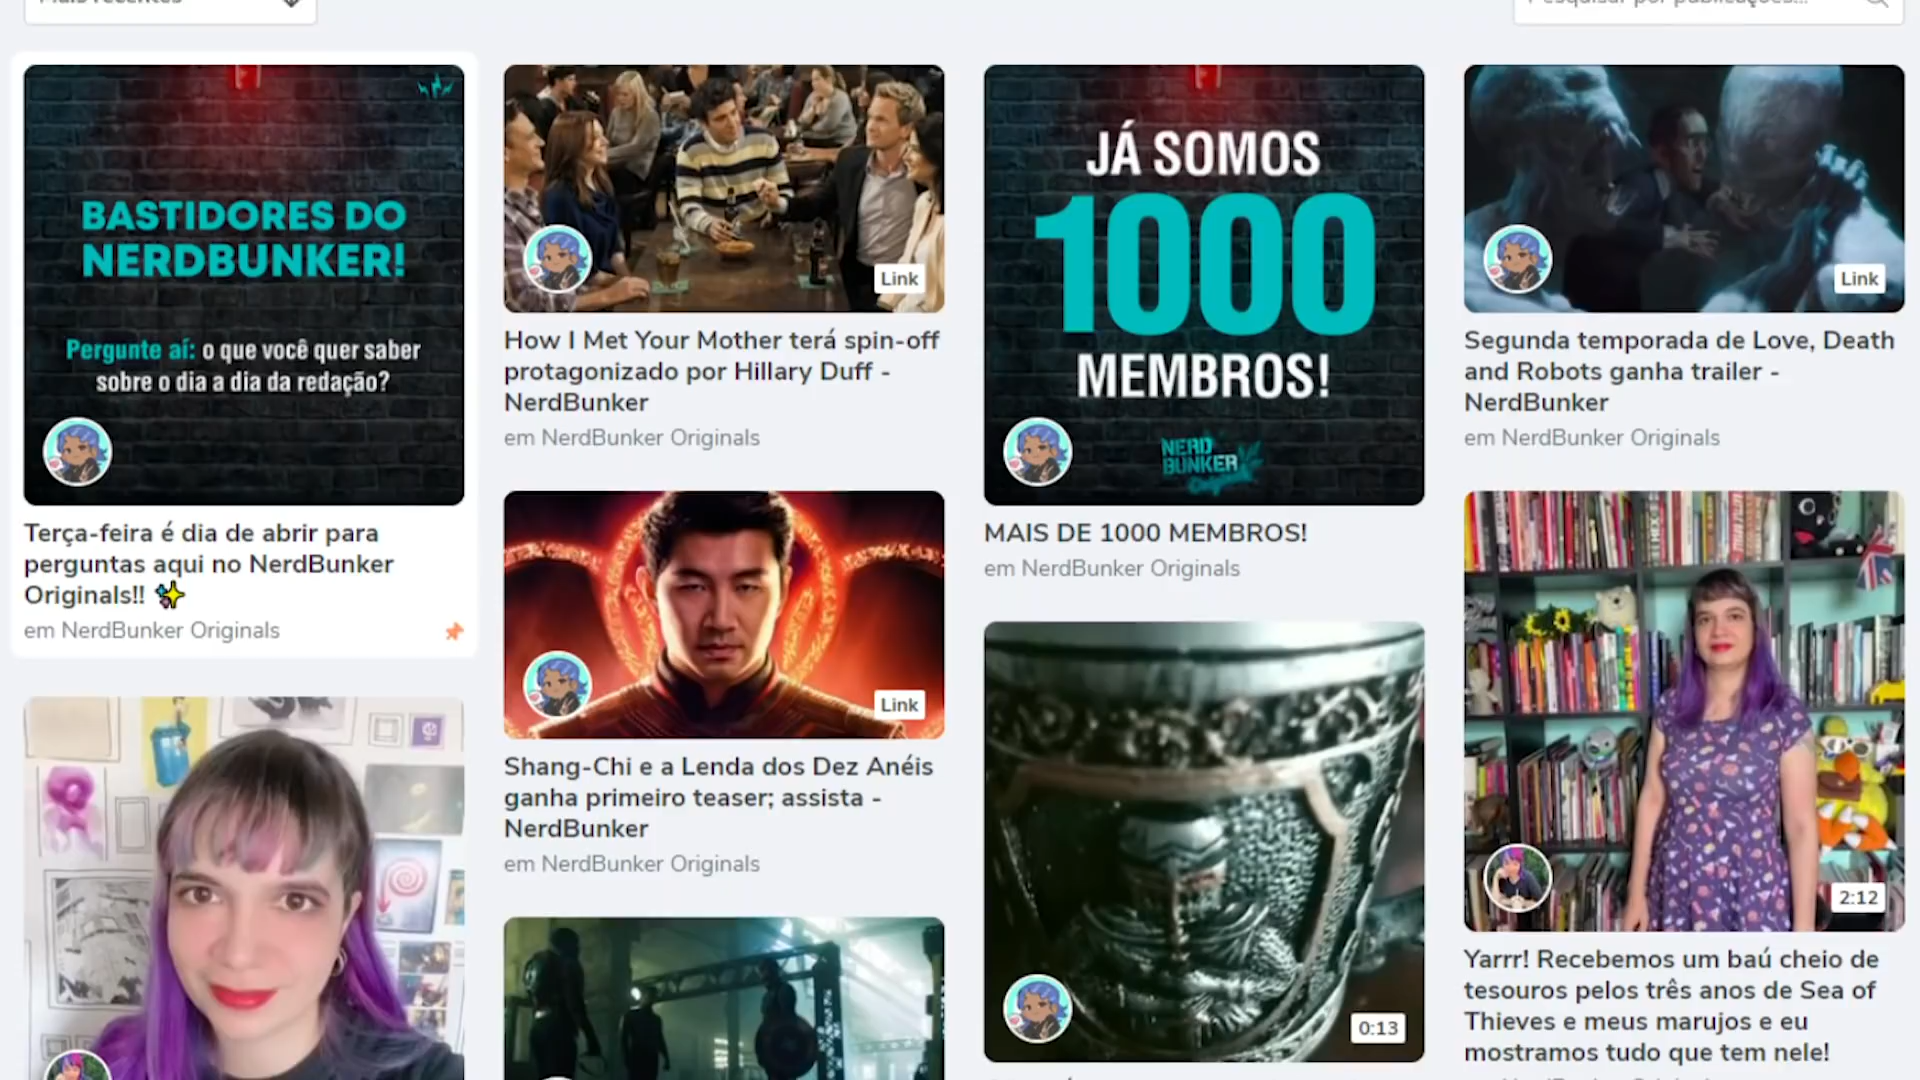 Mais recentes
Pesquisar por publicações...
BASTIDORES DO
NERDBUNKER!
Pergunte aí: o que você quer saber
sobre o dia a dia da redação?
Terça-feira é dia de abrir para
perguntas aqui no NerdBunker
Originals!! ✨
em NerdBunker Originals
Link
How I Met Your Mother terá spin-off
protagonizado por Hillary Duff -
NerdBunker
em NerdBunker Originals
Link
Shang-Chi e a Lenda dos Dez Anéis
ganha primeiro teaser; assista -
NerdBunker
em NerdBunker Originals
JÁ SOMOS
1000
MEMBROS!
NERD
BUNKER
Originals
MAIS DE 1000 MEMBROS!
em NerdBunker Originals
0:13
Link
Segunda temporada de Love, Death
and Robots ganha trailer -
NerdBunker
em NerdBunker Originals
2:12
Yarrr! Recebemos um baú cheio de
tesouros pelos três anos de Sea of
Thieves e meus marujos e eu
mostramos tudo que tem nele!